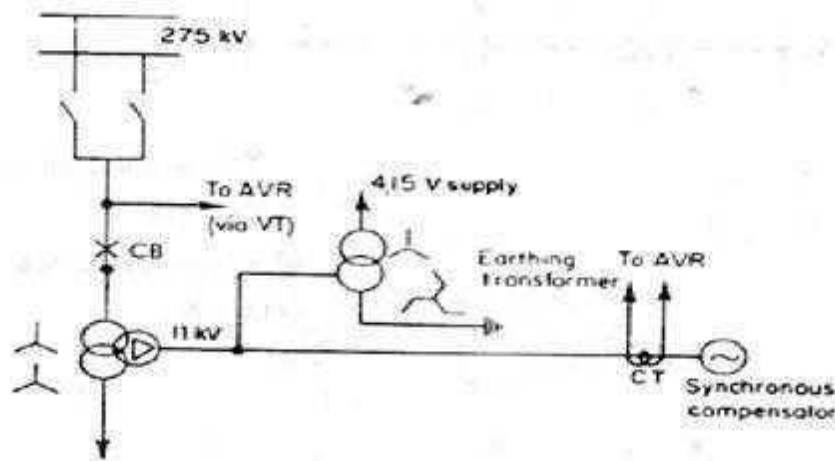 275 kV
To AVR
(via VT)
CB
4,15 V supply
Earthing
transformer
To AVR
11 kV
CT
Synchronous
compensator